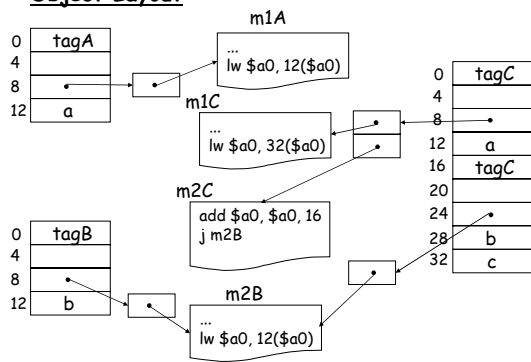 Object Layout
m1A
...
lw $a0, 12($a0)
0 tagA
4
8
12 a
m1C
...
lw $a0, 32($a0)
0 tagC
4
8
12 a
16 tagC
20
24
28 b
32 c
m2C
add $a0, $a0, 16
j m2B
0 tagB
4
8
12 b
m2B
...
lw $a0, 12($a0)